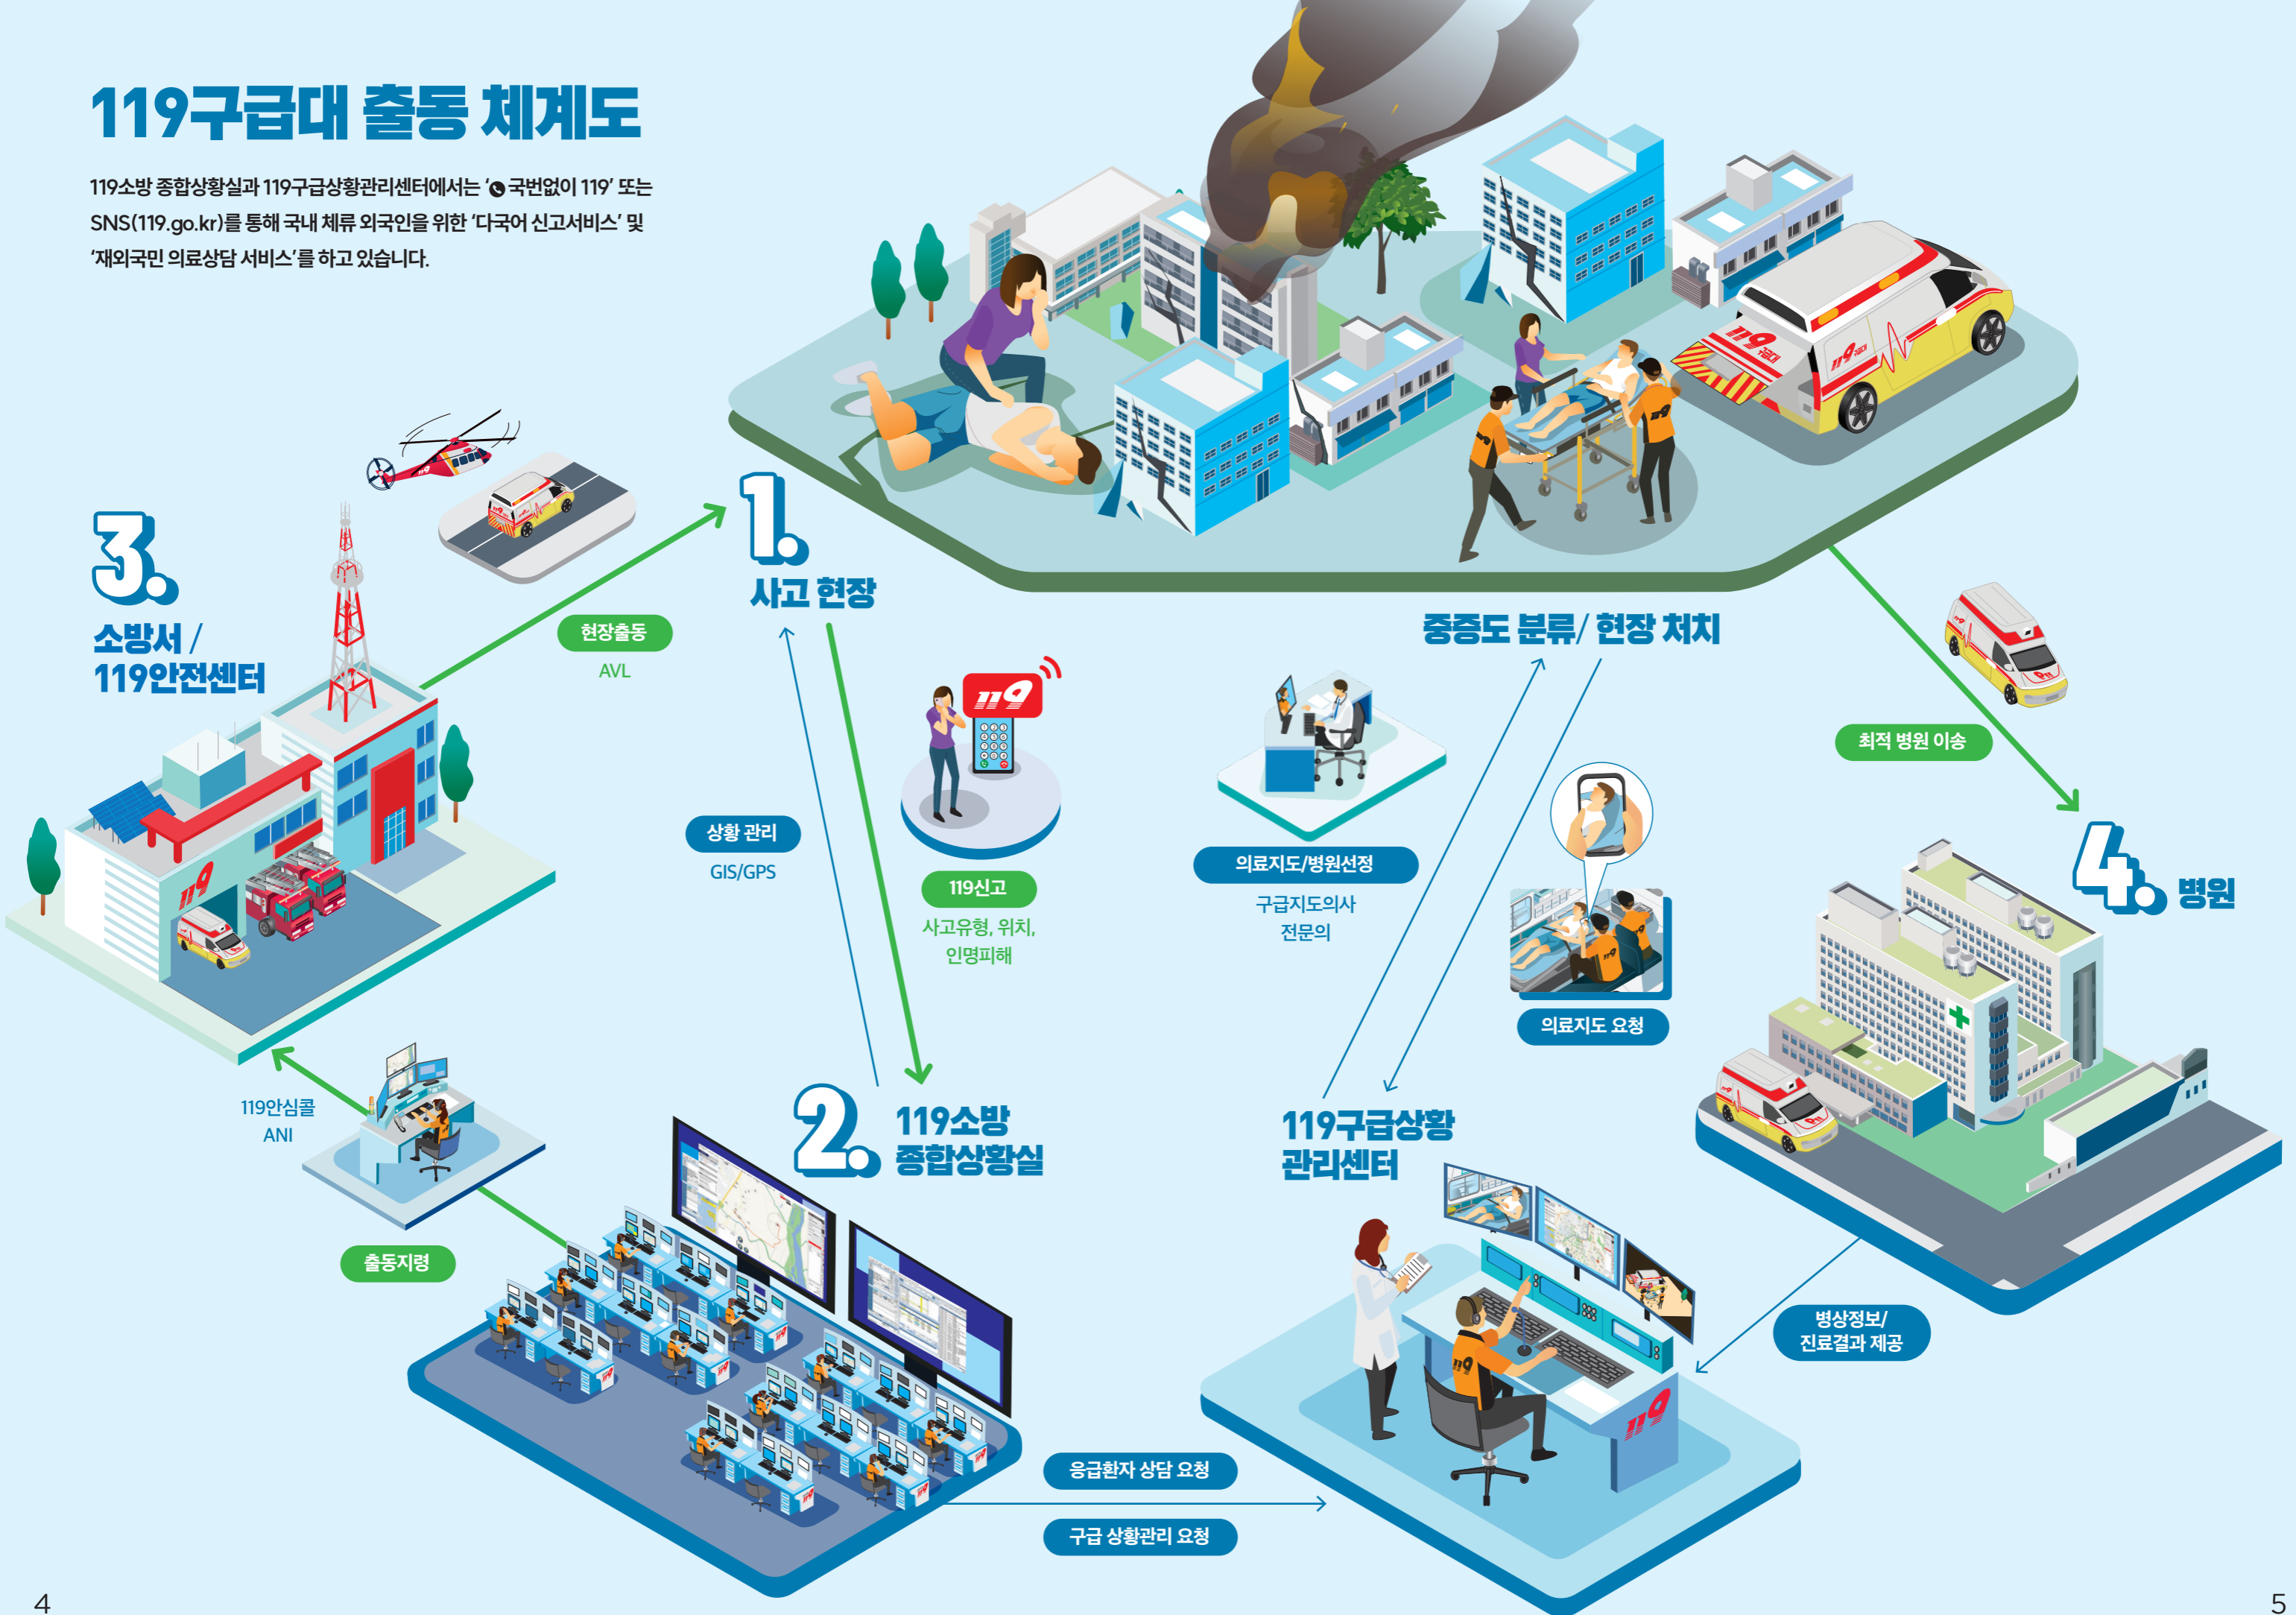 119구급대 출동 체계도
119소방 종합상황실과 119구급상황관리센터에서는 ‘국번없이 119’ 또는
SNS(119.go.kr)를 통해 국내 체류 외국인을 위한 ‘다국어 신고서비스’ 및
‘재외국민 의료상담 서비스’를 하고 있습니다.
1.
사고 현장
중증도 분류/ 현장 처치
3.
소방서 /
119안전센터
현장출동
AVL
119
상황 관리
GIS/GPS
119신고
사고유형, 위치,
인명피해
의료지도/병원선정
구급지도의사
전문의
의료지도 요청
최적 병원 이송
4.
병원
119안심콜
ANI
출동지령
2.
119소방
종합상황실
119구급상황
관리센터
병상정보/
진료결과 제공
응급환자 상담 요청
구급 상황관리 요청
119 구급대
119 구급대
119
119
119
4
5